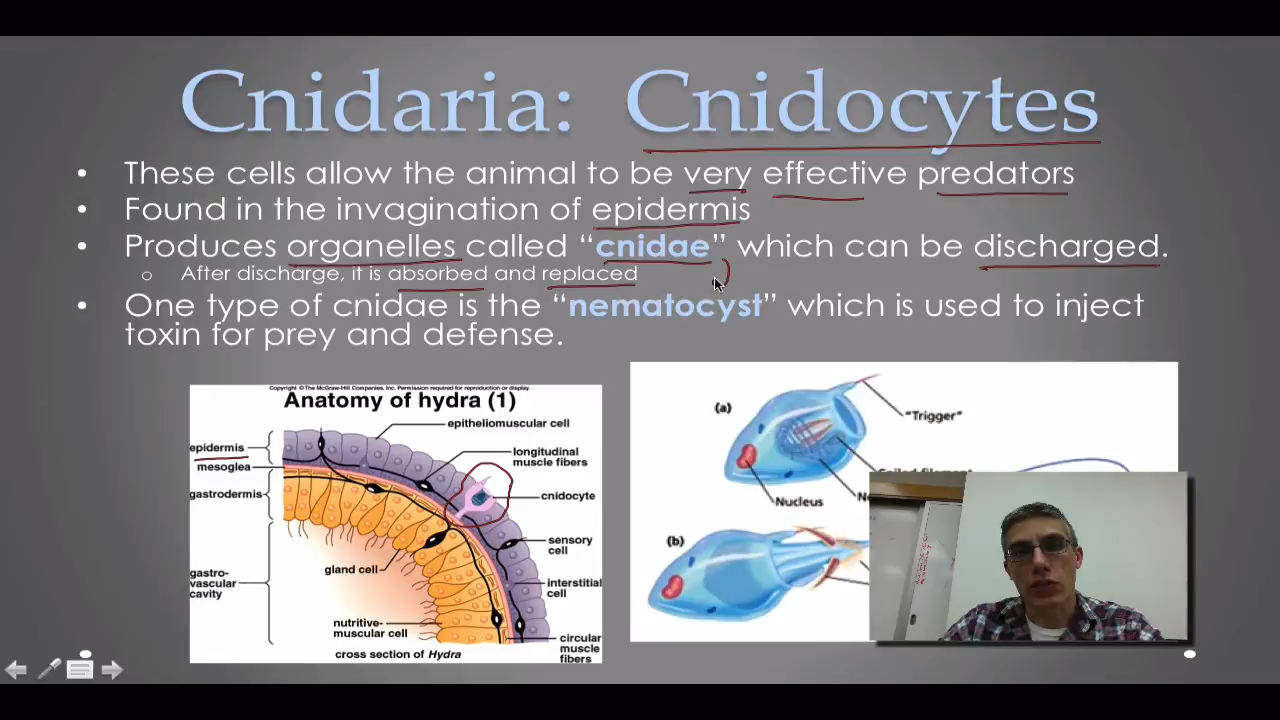 Cnidaria: Cnidocytes
• These cells allow the animal to be very effective predators
• Found in the invagination of epidermis
• Produces organelles called “cnidae” which can be discharged.
o After discharge, it is absorbed and replaced
• One type of cnidae is the “nematocyst” which is used to inject
toxin for prey and defense.
Copyright © The McGraw-Hill Companies, Inc. Permission required for reproduction or display.
Anatomy of hydra (1)
epitheliomuscular cell
epidermis
mesoglea
gastrodermis
longitudinal
muscle fibers
cnidocyte
sensory
cell
gland cell
gastro-
vascular
cavity
interstitial
cell
nutritive-
muscular cell
circular
muscle
fibers
cross section of Hydra
(a)
"Trigger"
Nucleus
(b)